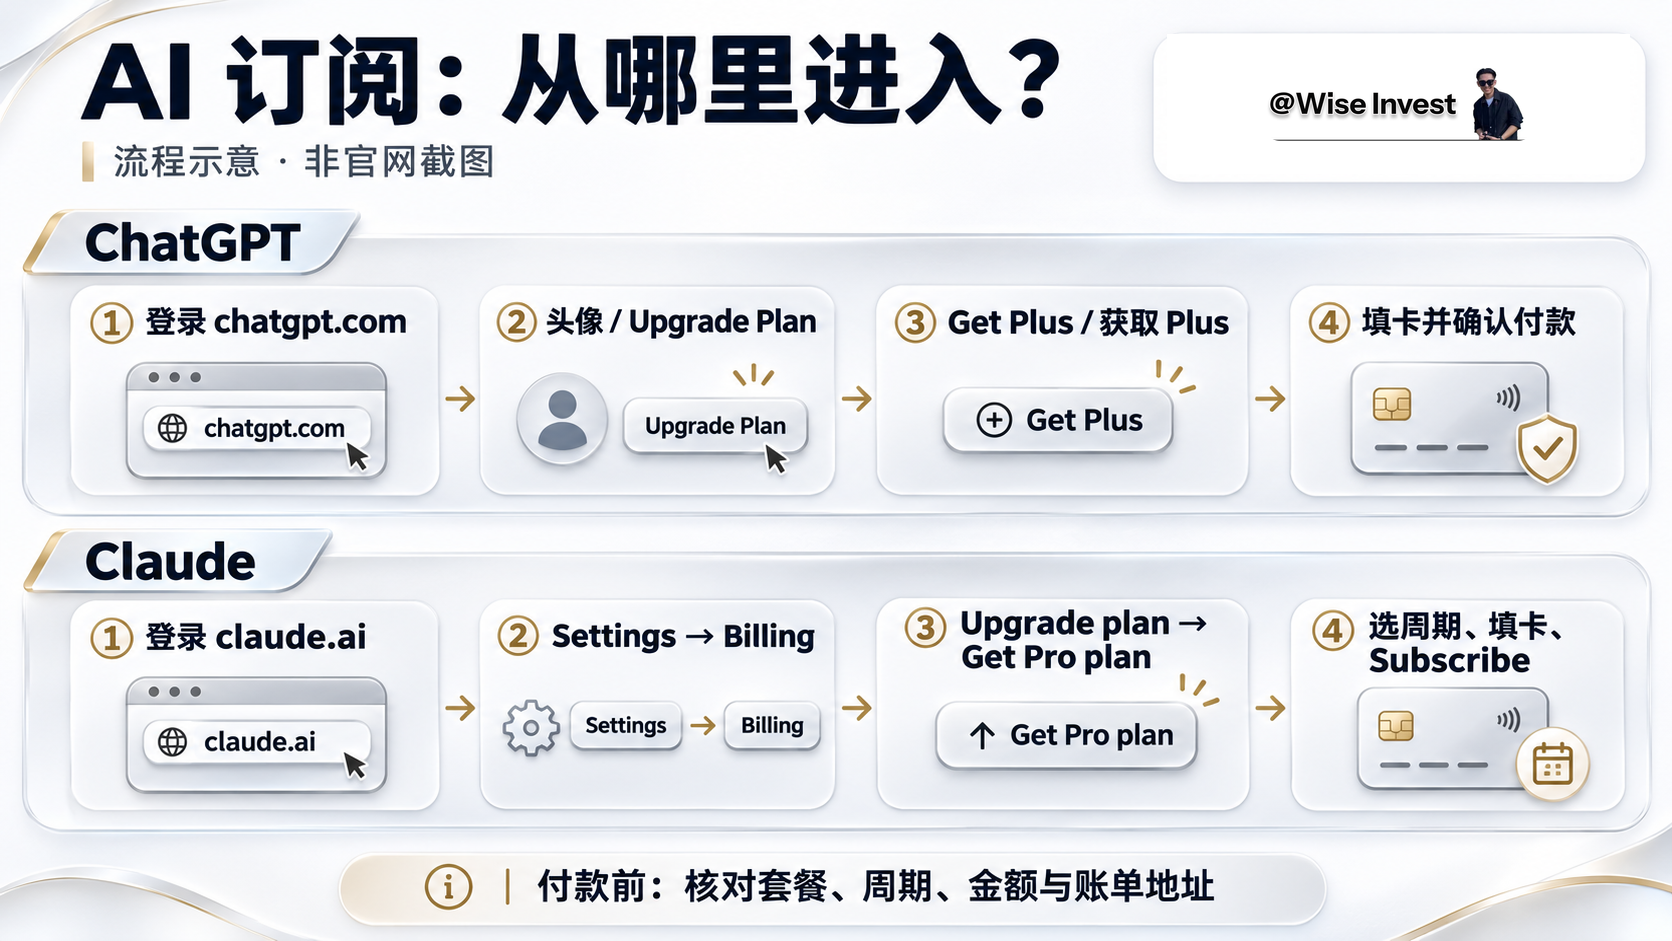 AI 订阅：从哪里进入？
流程示意 · 非官网截图
@Wise Invest
ChatGPT
① 登录 chatgpt.com
chatgpt.com
② 头像 / Upgrade Plan
Upgrade Plan
③ Get Plus / 获取 Plus
Get Plus
④ 填卡并确认付款
Claude
① 登录 claude.ai
claude.ai
② Settings → Billing
Settings → Billing
③ Upgrade plan →
Get Pro plan
↑ Get Pro plan
④ 选周期、填卡、
Subscribe
付款前：核对套餐、周期、金额与账单地址